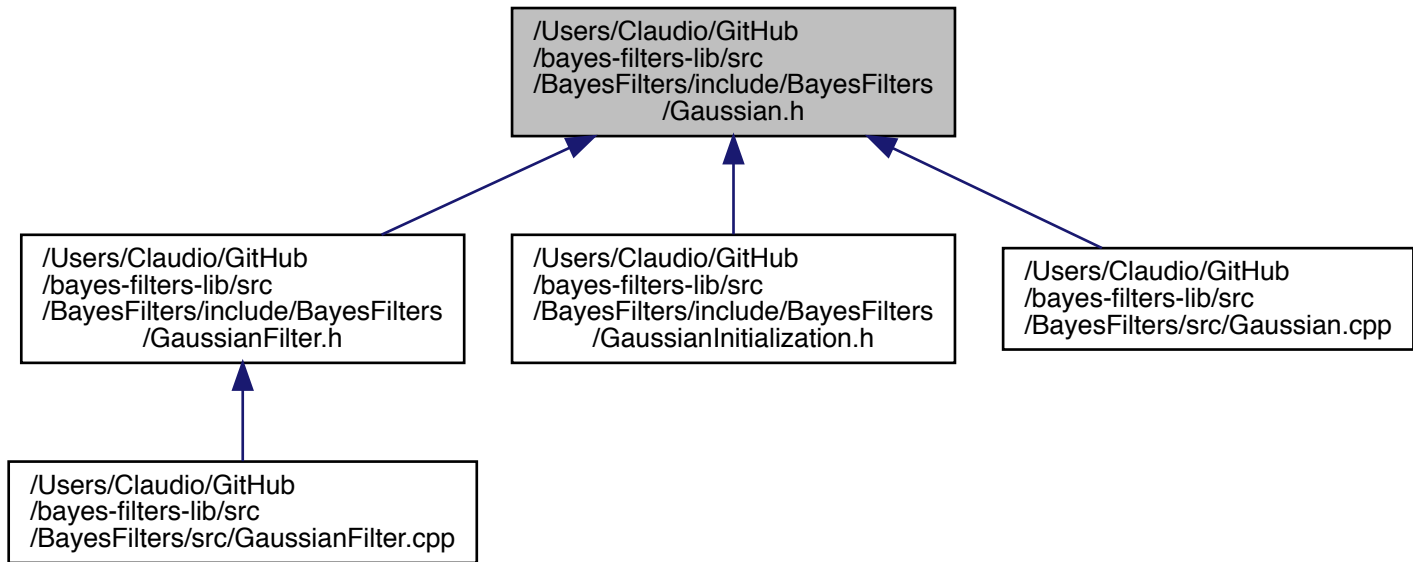 /Users/Claudio/GitHub
/bayes-filters-lib/src
/BayesFilters/include/BayesFilters
/Gaussian.h
/Users/Claudio/GitHub
/bayes-filters-lib/src
/BayesFilters/include/BayesFilters
/GaussianFilter.h
/Users/Claudio/GitHub
/bayes-filters-lib/src
/BayesFilters/include/BayesFilters
/GaussianInitialization.h
/Users/Claudio/GitHub
/bayes-filters-lib/src
/BayesFilters/src/Gaussian.cpp
/Users/Claudio/GitHub
/bayes-filters-lib/src
/BayesFilters/src/GaussianFilter.cpp